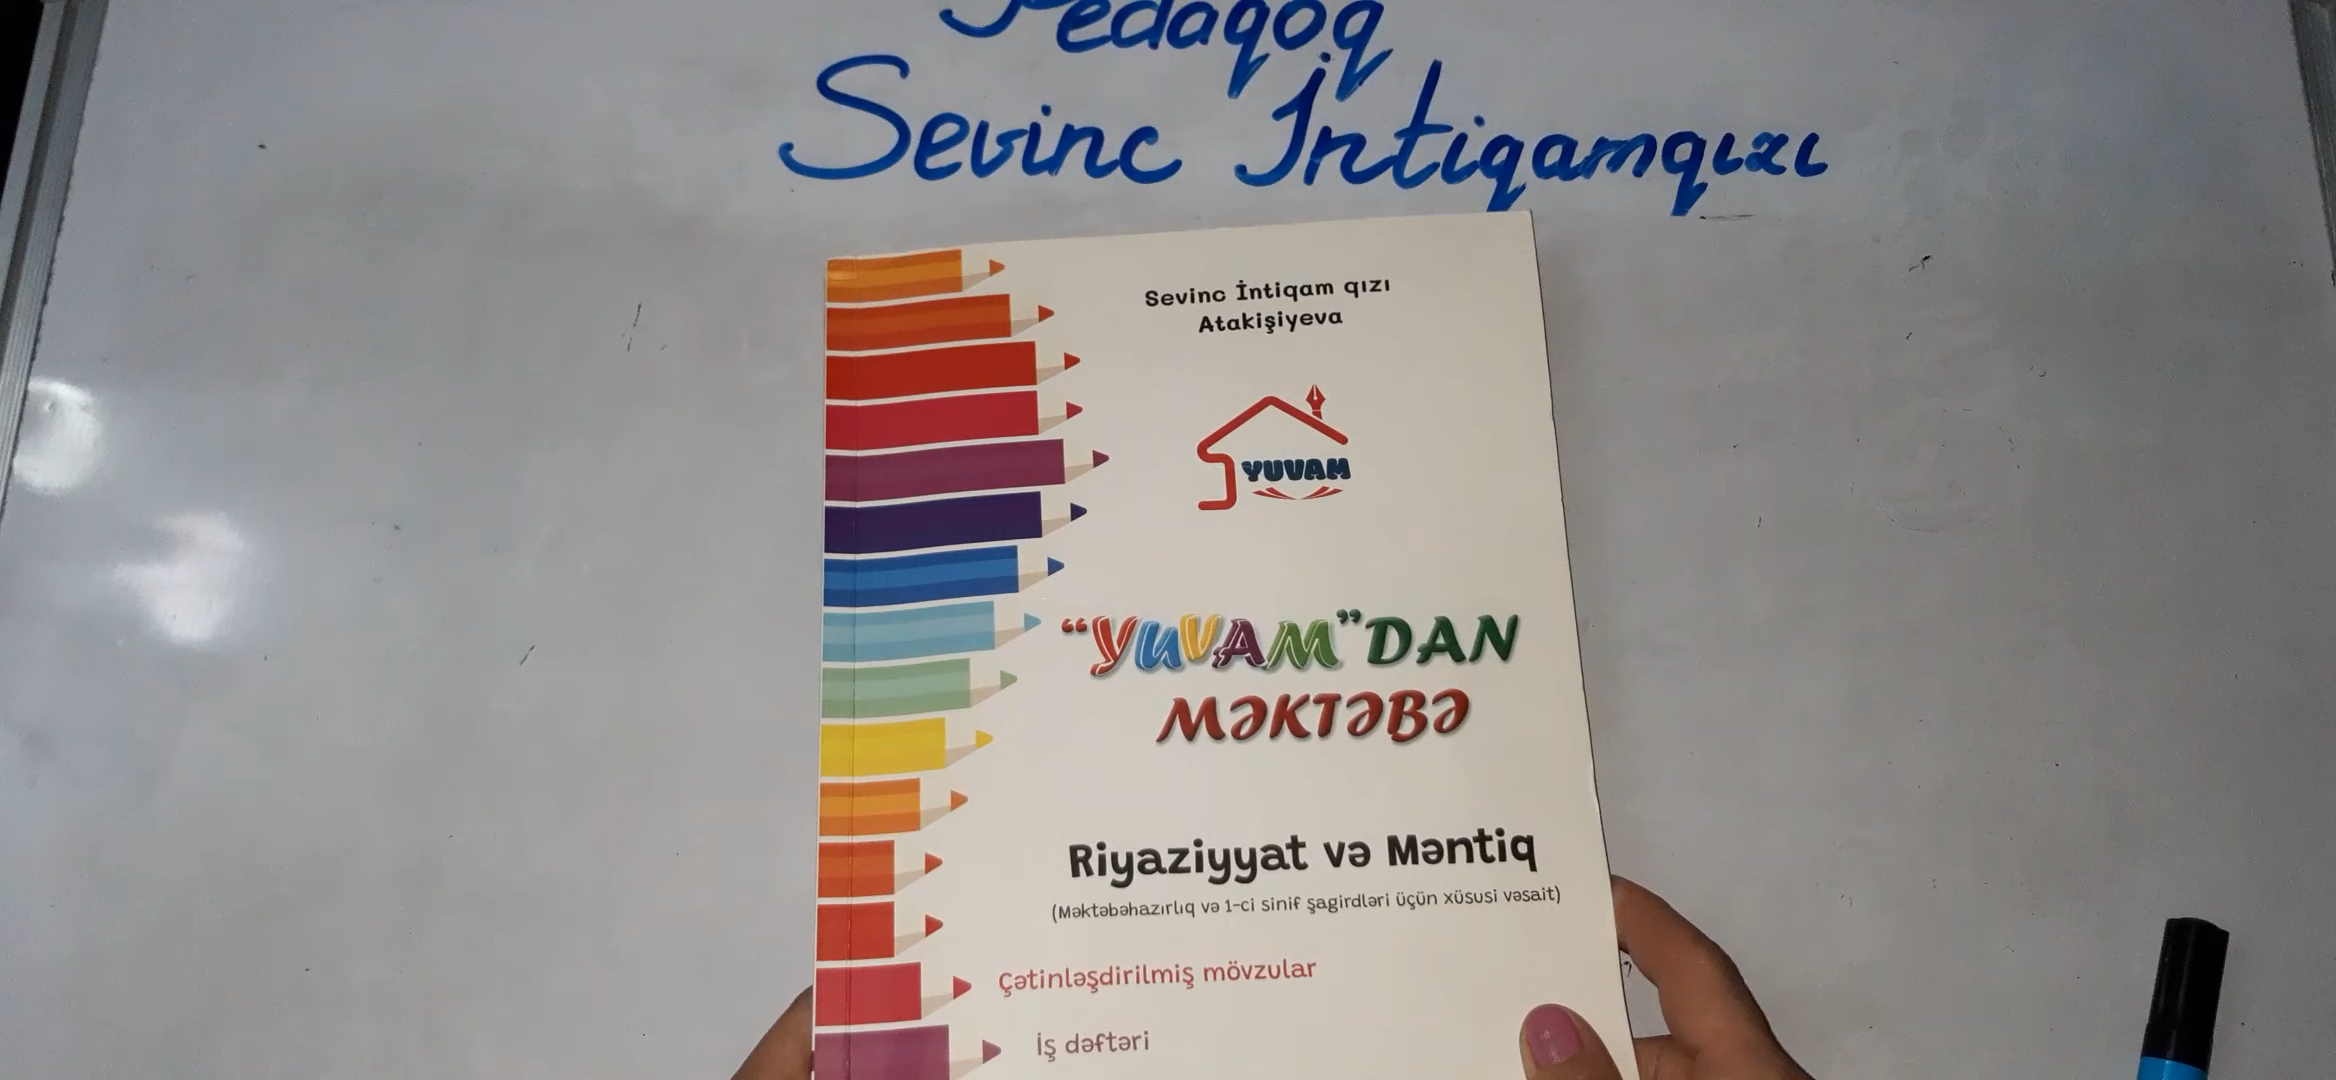 Pedaqoq
Sevinc İntiqamqızı
Sevinc İntiqam qızı
Atakişiyeva
YUVAM
“YUVAM”DAN
MƏKTƏBƏ
Riyaziyyat və Məntiq
(Məktəbəhazırlıq və 1-ci sinif şagirdləri üçün xüsusi vəsait)
Çətinləşdirilmiş mövzular
İş dəftəri